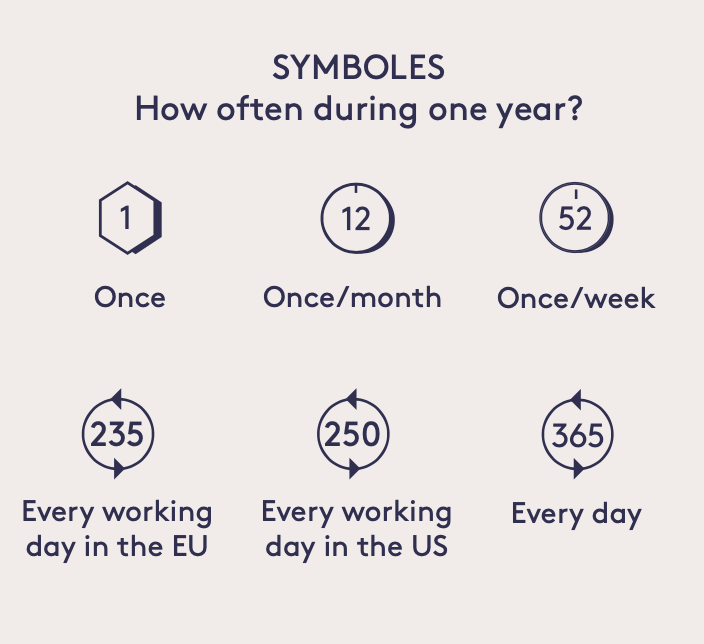 SYMBOLES
How often during one year?
1
12
52
Once
Once/month
Once/week
235
250
365
Every working
day in the EU
Every working
day in the US
Every day